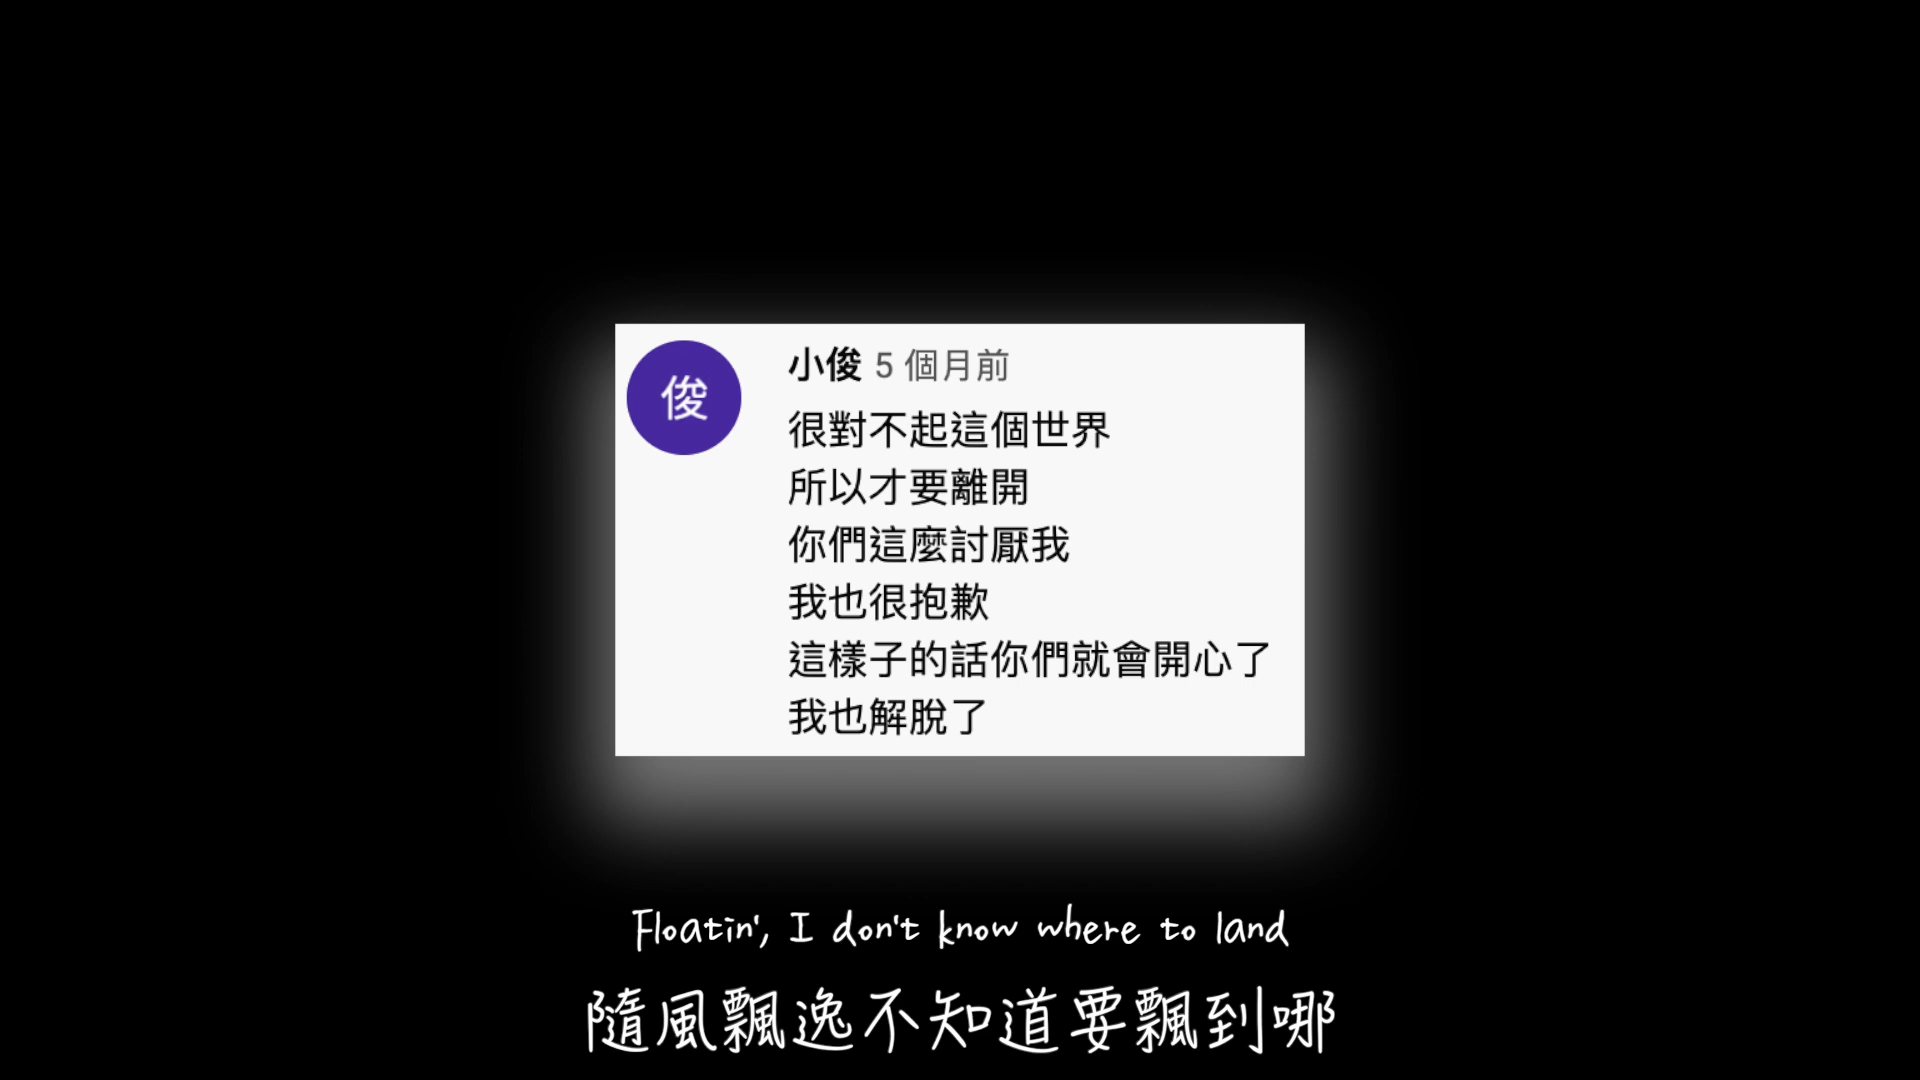 俊
小俊 5 個月前
很對不起這個世界
所以才要離開
你們這麼討厭我
我也很抱歉
這樣子的話你們就會開心了
我也解脫了
Floatin', I don't know where to land
隨風飄逸不知道要飄到哪